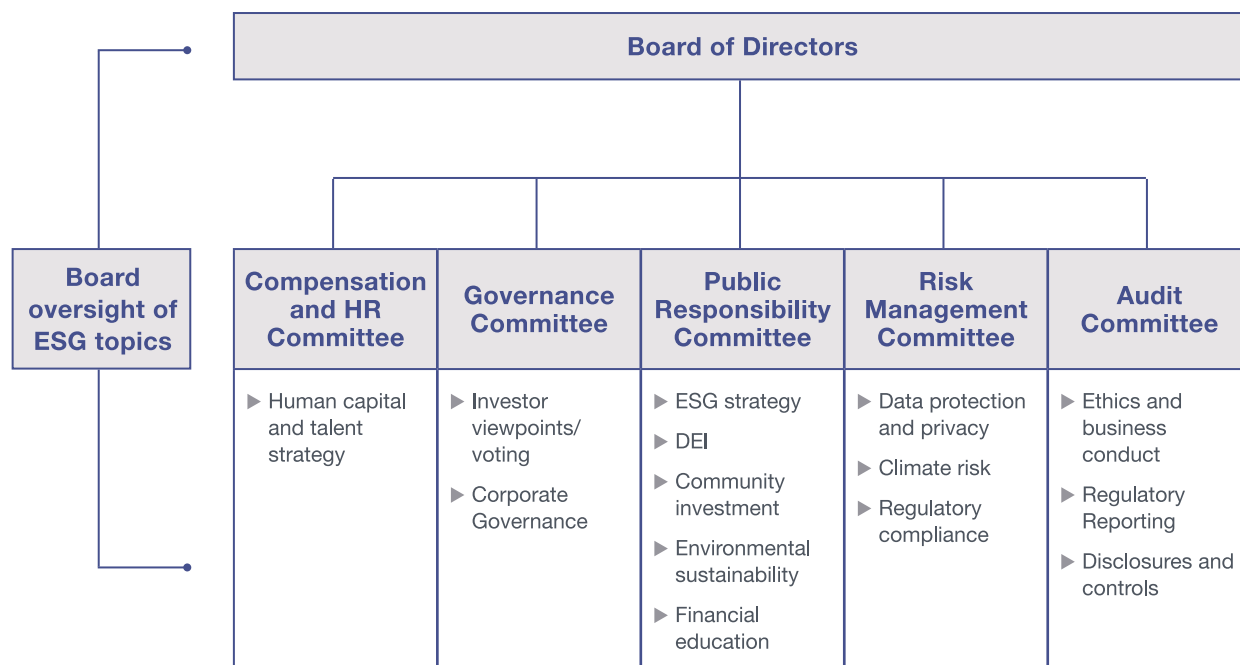 Board of Directors
Board
oversight of
ESG topics
Compensation
and HR
Committee
Human capital
and talent
strategy
Governance
Committee
Investor
viewpoints/
voting
Corporate
Governance
Public
Responsibility
Committee
ESG strategy
DEI
Community
investment
Environmental
sustainability
Financial
education
Risk
Management
Committee
Data protection
and privacy
Climate risk
Regulatory
compliance
Audit
Committee
Ethics and
business
conduct
Regulatory
Reporting
Disclosures and
controls